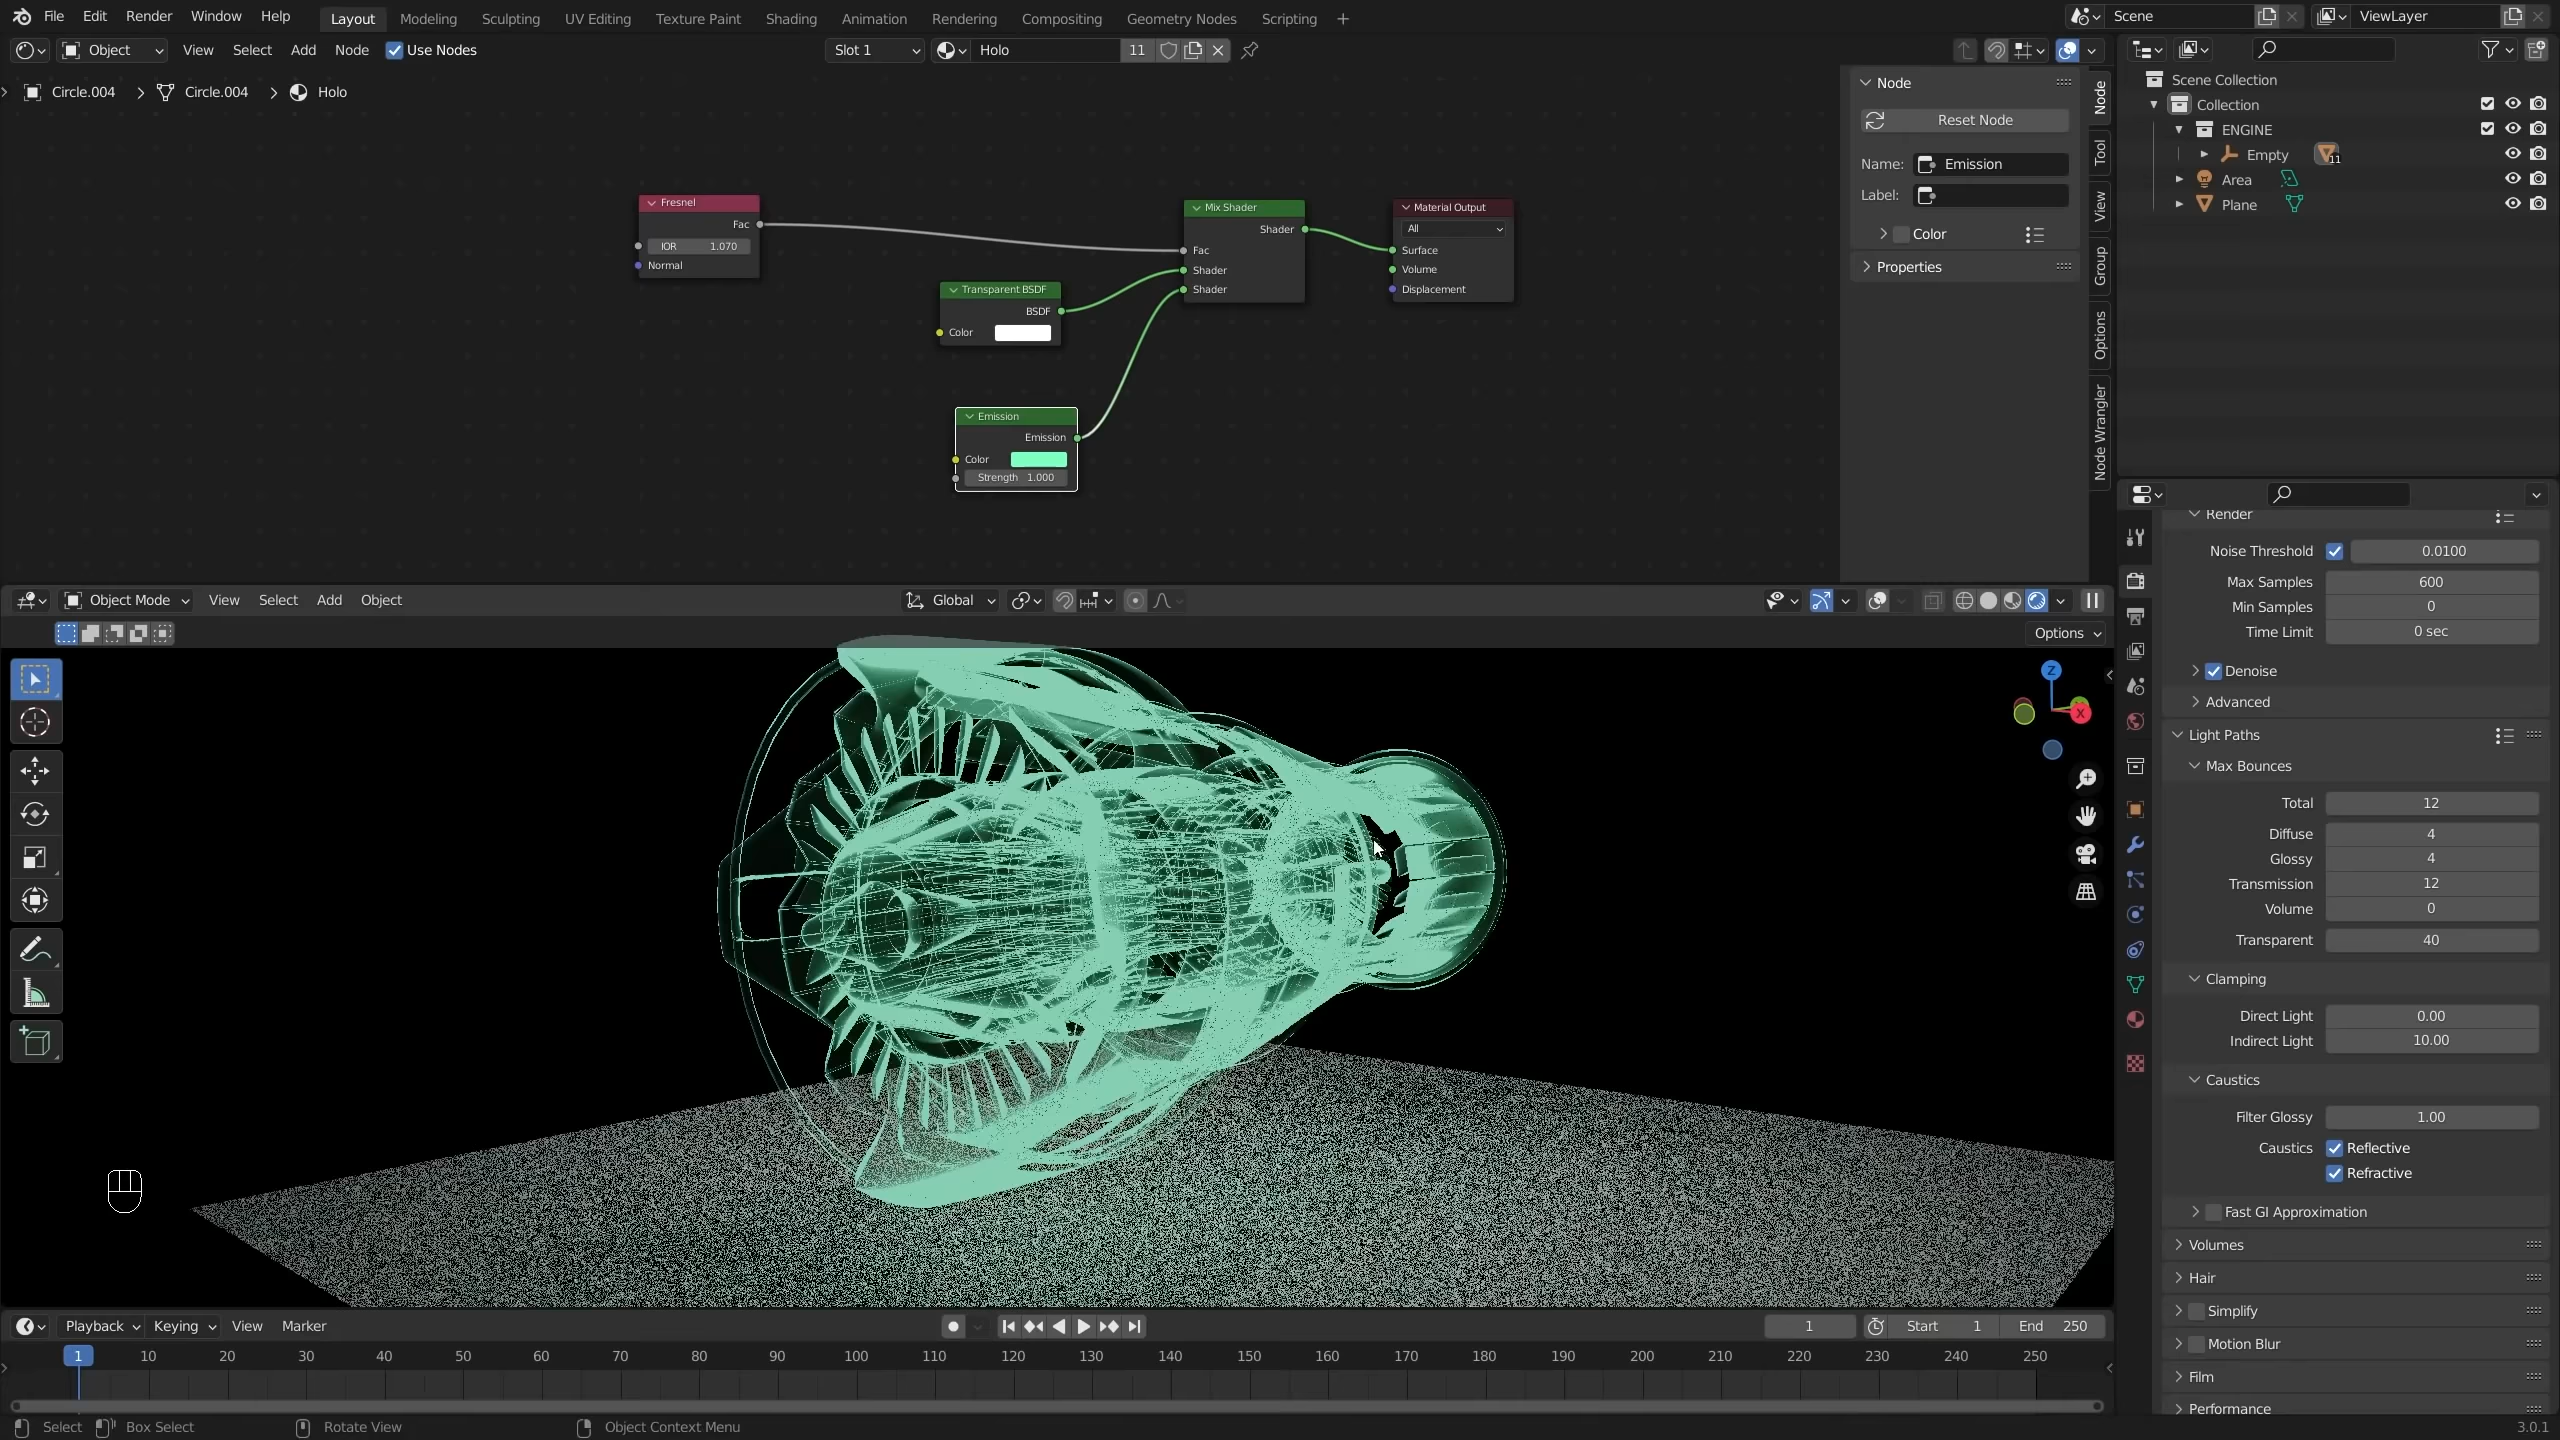 File Edit Render Window Help Layout Modeling Sculpting UV Editing Texture Paint Shading Animation Rendering Compositing Geometry Nodes Scripting + Scene ViewLayer
Object View Select Add Node Use Nodes Slot 1 Holo 11
Circle.004 > Circle.004 > Holo
Fresnel
Fac
IOR 1.070
Normal
Transparent BSDF
BSDF
Color
Emission
Emission
Color
Strength 1.000
Mix Shader
Shader
Fac
Shader
Shader
Material Output
All
Surface
Volume
Displacement
Node
Reset Node
Name: Emission
Label:
Color
Properties
Node
Tool
View
Group
Options
Node Wrangler
Scene Collection
Collection
ENGINE
Empty 11
Area
Plane
Render
Noise Threshold 0.0100
Max Samples 600
Min Samples 0
Time Limit 0 sec
Denoise
Advanced
Light Paths
Max Bounces
Total 12
Diffuse 4
Glossy 4
Transmission 12
Volume 0
Transparent 40
Clamping
Direct Light 0.00
Indirect Light 10.00
Caustics
Filter Glossy 1.00
Caustics Reflective
Refractive
Fast GI Approximation
Volumes
Hair
Simplify
Motion Blur
Film
Performance
Object Mode View Select Add Object Global
Options
Z
X
Playback Keying View Marker 1 Start 1 End 250
1 10 20 30 40 50 60 70 80 90 100 110 120 130 140 150 160 170 180 190 200 210 220 230 240 250
Select Box Select Rotate View Object Context Menu 3.0.1